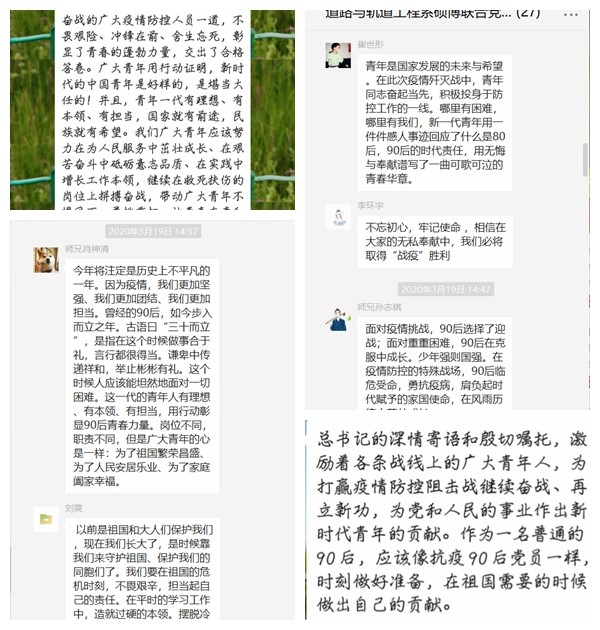 奋战的广大疫情防控人员一道，不
畏艰险、冲锋在前、舍生忘死，彰
显了青春的蓬勃力量，交出了合格
答卷。广大青年用行动证明，新时
代的中国青年是好样的，是堪当大
任的！并且，青年一代有理想、有
本领、有担当，国家就有前途，民
族就有希望。我们广大青年应该努
力在为人民服务中茁壮成长、在艰
苦奋斗中砥砺意志品质、在实践中
增长工作本领，继续在救死扶伤的
岗位上拼搏奋战，带动广大青年不
2020年3月19日 14:57
师兄肖神清
今年将注定是历史上不平凡的
一年。因为疫情，我们更加坚
强、我们更加团结、我们更加
担当。曾经的90后，如今步入
而立之年。古语曰“三十而立
”，是指在这个时候做事合于
礼，言行都很得当。谦卑中传
递祥和，举止彬彬有礼。这个
时候人应该能坦然地面对一切
困难。这一代的青年人有理想
、有本领、有担当，用行动彰
显90后青春力量。岗位不同，
职责不同，但是广大青年的心
是一样：为了祖国繁荣昌盛、
为了人民安居乐业、为了家庭
阖家幸福。
刘爽
以前是祖国和大人们保护我们
，现在我们长大了，是时候靠
我们来守护祖国、保护我们的
同胞们了。我们要在祖国的危
机时刻，不畏艰辛，担当起自
己的责任。在平时的学习工作
中，造就过硬的本领。摆脱冷
道路与轨道工程系硕博联合党... (27)
崔世彤
青年是国家发展的未来与希望
。在此次疫情歼灭战中，青年
同志奋起当先，积极投身于防
控工作的一线。哪里有困难，
哪里有我们，新一代青年用一
件件感人事迹回应了什么是80
后，90后的时代责任，用无悔
与奉献谱写了一曲可歌可泣的
青春华章。
李环宇
不忘初心，牢记使命 ，相信在
大家的无私奉献中，我们必将
取得“战疫”胜利
2020年3月19日 14:47
师兄孙志棋
面对疫情挑战，90后选择了迎
战；面对重重困难，90后在克
服中成长。少年强则国强。在
疫情防控的特殊战场，90后临
危受命，勇抗疫病，肩负起时
代赋予的家国使命，在风雨历
总书记的深情寄语和殷切嘱托，激
励着各条战线上的广大青年人，为
打赢疫情防控阻击战继续奋战、再
立新功，为党和人民的事业作出新
时代青年的贡献。作为一名普通的
90后，应该像抗疫90后党员一样，
时刻做好准备，在祖国需要的时候
做出自己的贡献。